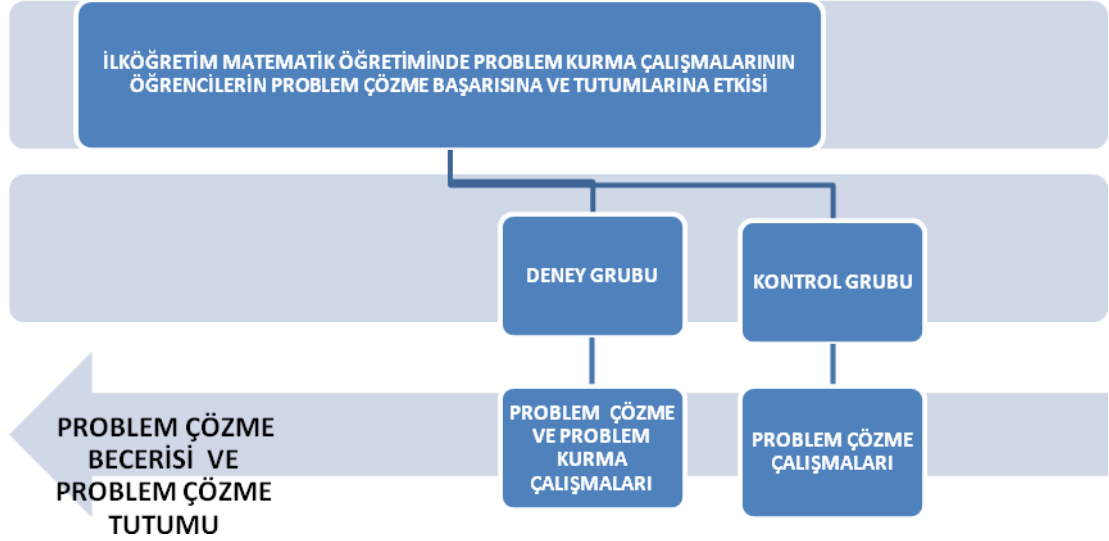 İLKÖĞRETİM MATEMATİK ÖĞRETİMİNDE PROBLEM KURMA ÇALIŞMALARININ
ÖĞRENCİLERİN PROBLEM ÇÖZME BAŞARISINA VE TUTUMLARINA ETKİSİ
DENEY GRUBU
KONTROL GRUBU
PROBLEM ÇÖZME
VE PROBLEM
KURMA
ÇALIŞMALARI
PROBLEM ÇÖZME
ÇALIŞMALARI
PROBLEM ÇÖZME
BECERİSİ VE
PROBLEM ÇÖZME
TUTUMU